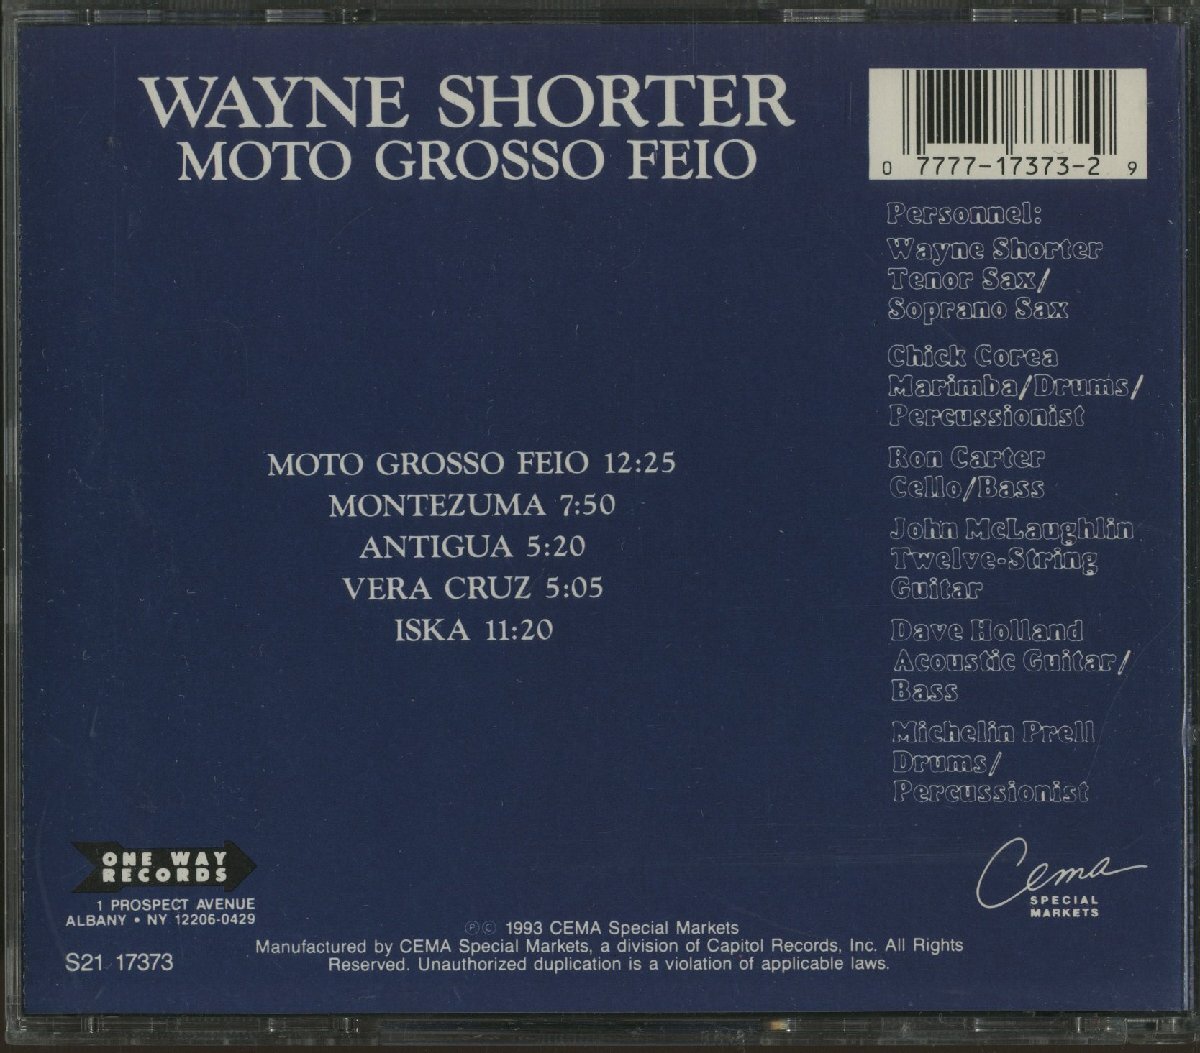 WAYNE SHORTER
MOTO GROSSO FEIO
0 7777-17373-2 9
Personnel:
Wayne Shorter
Tenor Sax/
Soprano Sax
Chick Corea
Marimba/Drums/
Percussionist
Ron Carter
Cello/Bass
John McLaughlin
Twelve-String
Guitar
Dave Holland
Acoustic Guitar/
Bass
Michelin Prell
Drums/
Percussionist
MOTO GROSSO FEIO 12:25
MONTEZUMA 7:50
ANTIGUA 5:20
VERA CRUZ 5:05
ISKA 11:20
ONE WAY
RECORDS
1 PROSPECT AVENUE
ALBANY • NY 12206-0429
S21 17373
Ⓟ© 1993 CEMA Special Markets
Manufactured by CEMA Special Markets, a division of Capitol Records, Inc. All Rights
Reserved. Unauthorized duplication is a violation of applicable laws.
Cema
SPECIAL
MARKETS